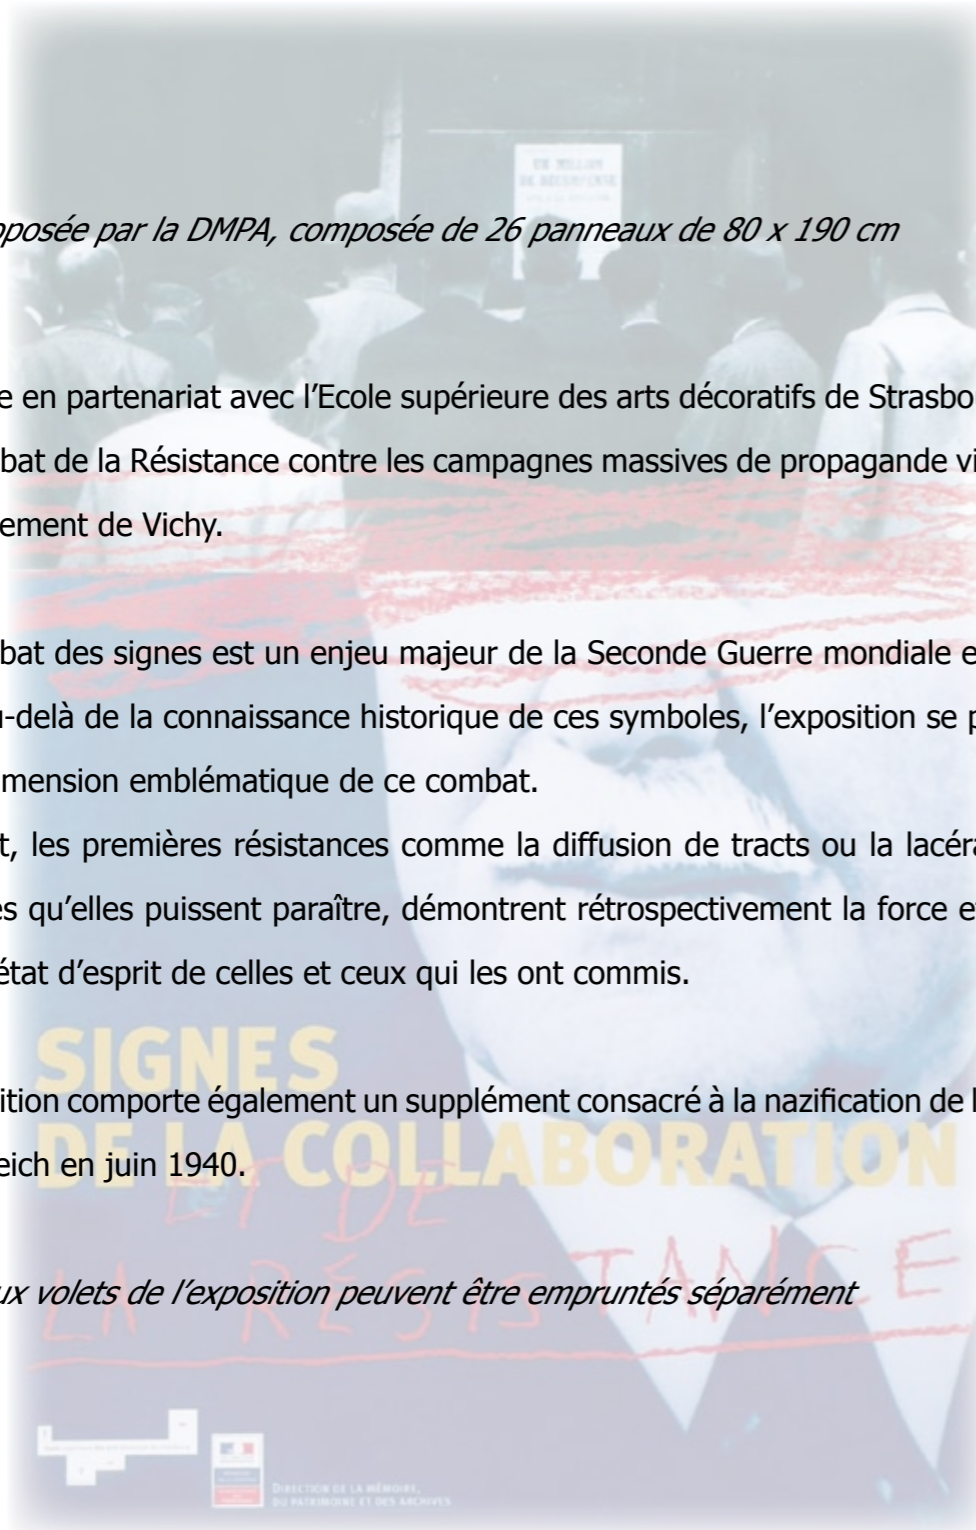 pposée par la DMPA, composée de 26 panneaux de 80 x 190 cm
e en partenariat avec l'Ecole supérieure des arts décoratifs de Strasbo
bat de la Résistance contre les campagnes massives de propagande vi
ement de Vichy.
bat des signes est un enjeu majeur de la Seconde Guerre mondiale e
-delà de la connaissance historique de ces symboles, l'exposition se p
mension emblématique de ce combat.
t, les premières résistances comme la diffusion de tracts ou la lacéra
es qu'elles puissent paraître, démontrent rétrospectivement la force e
état d'esprit de celles et ceux qui les ont commis.
SIGNES
ition comporte également un supplément consacré à la nazification de l
DE LA COLLABORATION
eich en juin 1940.
ET DE
LA RÉSISTANCE
ux volets de l'exposition peuvent être empruntés séparément
UN MILLION
DE RÉCOMPENSE
DIRECTION DE LA MÉMOIRE,
DU PATRIMOINE ET DES ARCHIVES